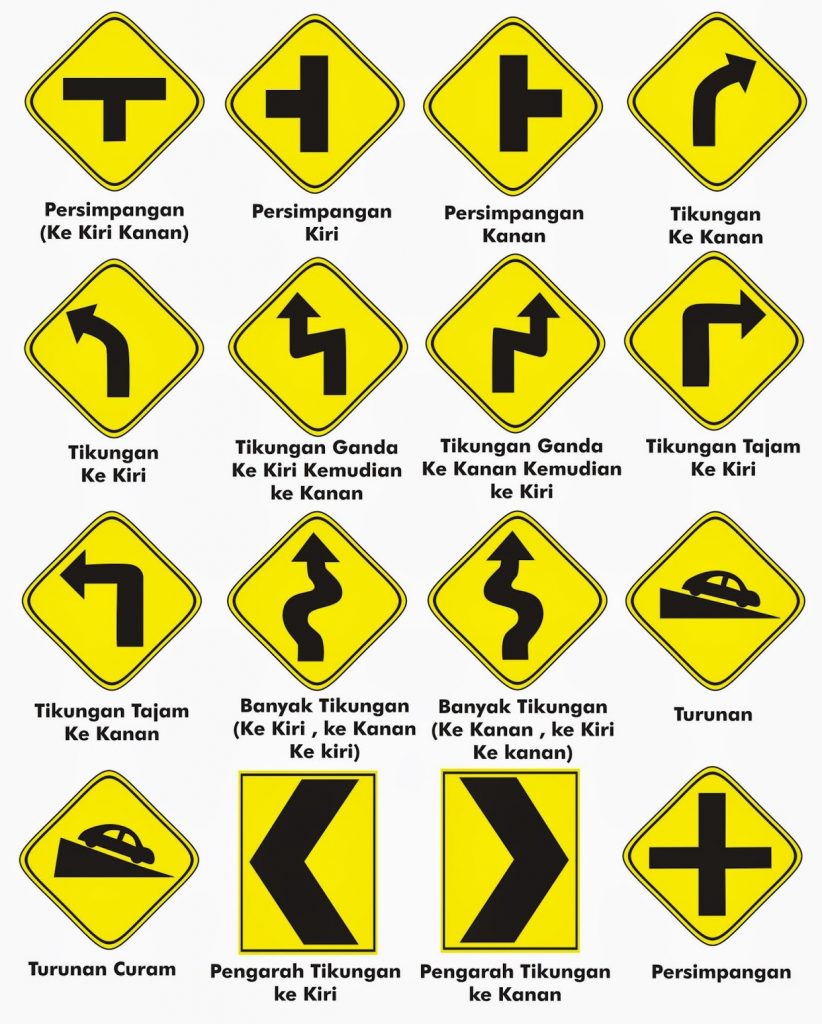 Persimpangan
(Ke Kiri Kanan)
Persimpangan
Kiri
Persimpangan
Kanan
Tikungan
Ke Kanan
Tikungan
Ke Kiri
Tikungan Ganda
Ke Kiri Kemudian
ke Kanan
Tikungan Ganda
Ke Kanan Kemudian
ke Kiri
Tikungan Tajam
Ke Kiri
Tikungan Tajam
Ke Kanan
Banyak Tikungan
(Ke Kiri , ke Kanan
Ke kiri)
Banyak Tikungan
(Ke Kanan , ke Kiri
Ke kanan)
Turunan
Turunan Curam
Pengarah Tikungan
ke Kiri
Pengarah Tikungan
ke Kanan
Persimpangan